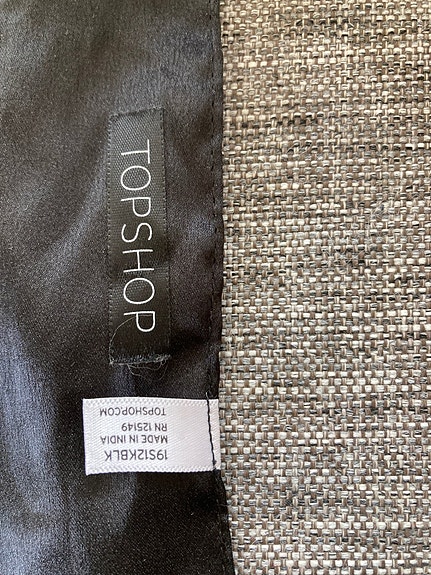 TOPSHOP
19S12KBLK
MADE IN INDIA
RN 125149
TOPSHOP.COM